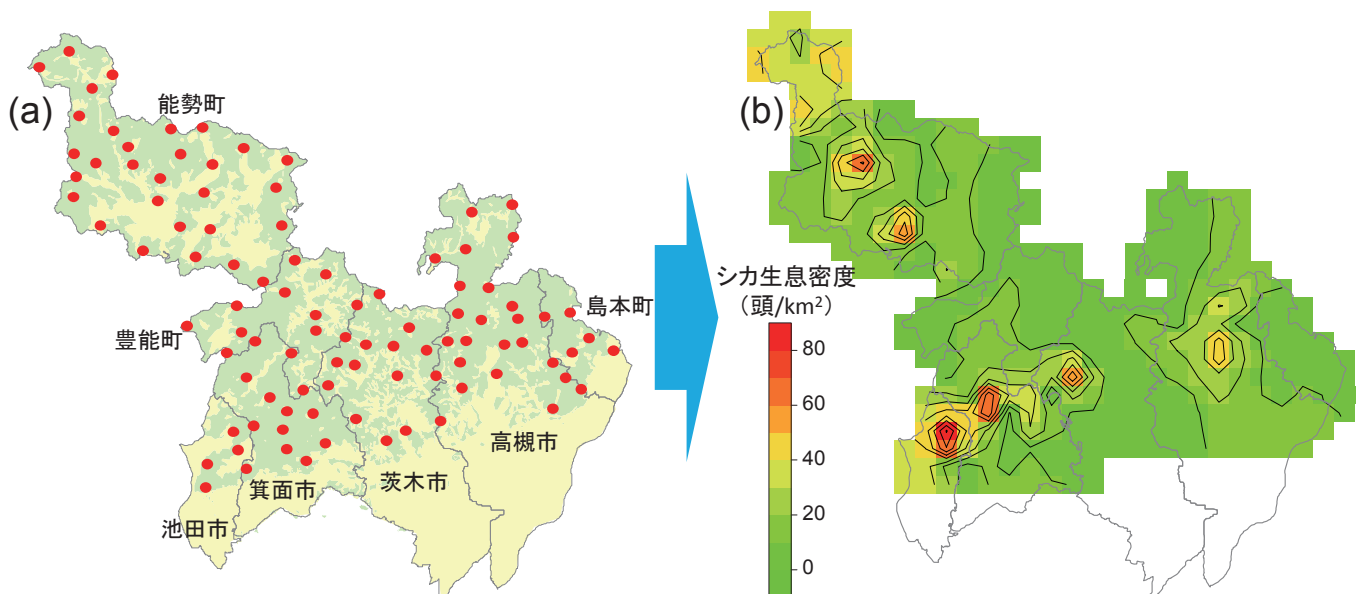 (a)
能勢町
豊能町
島本町
高槻市
茨木市
箕面市
池田市
(b)
シカ生息密度
（頭/km²）
80
60
40
20
0